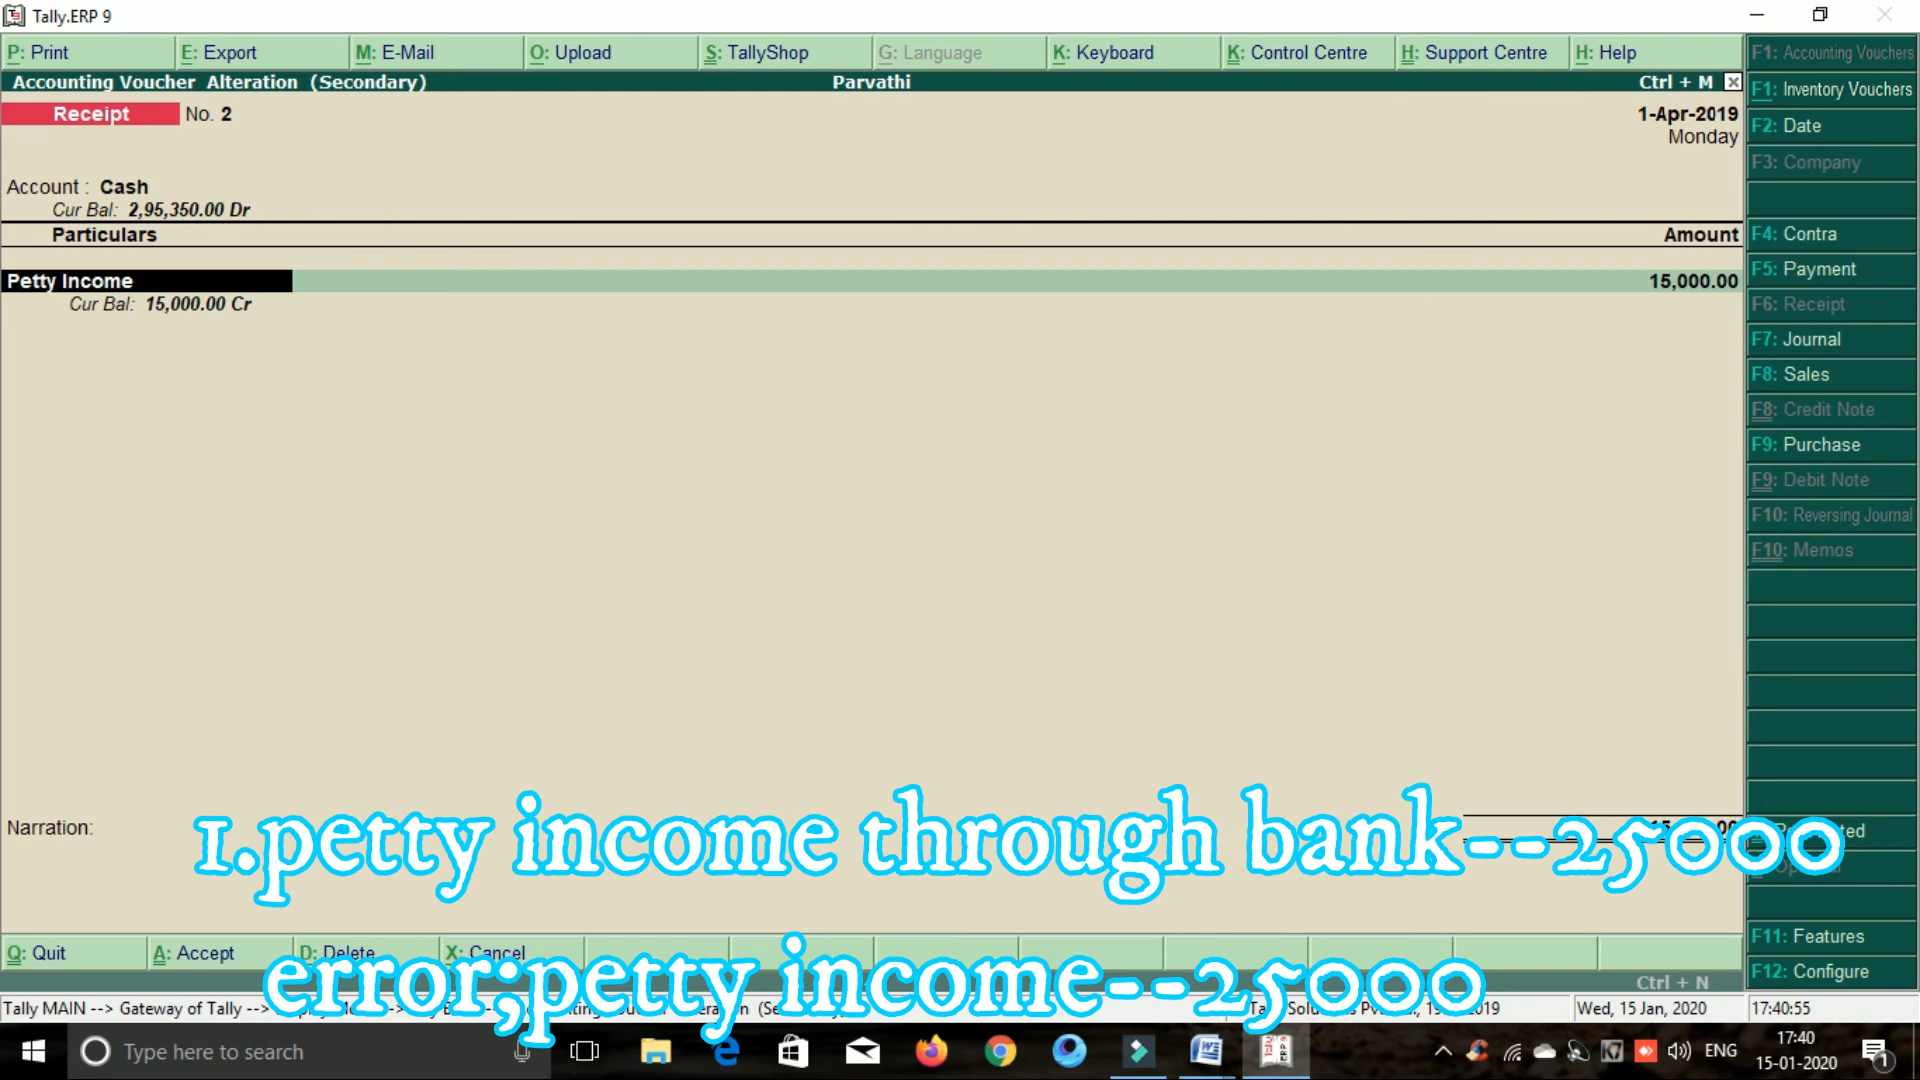 Tally.ERP 9
P: Print E: Export M: E-Mail O: Upload S: TallyShop G: Language K: Keyboard K: Control Centre H: Support Centre H: Help
Accounting Voucher Alteration (Secondary) Parvathi Ctrl + M
Receipt No. 2 1-Apr-2019
Monday
Account : Cash
Cur Bal: 2,95,350.00 Dr
Particulars Amount
Petty Income 15,000.00
Cur Bal: 15,000.00 Cr
Narration:
1.petty income through bank--25000
error;petty income--25000
Q: Quit A: Accept D: Delete X: Cancel
Ctrl + N
Tally MAIN --> Gateway of Tally -->
Wed, 15 Jan, 2020 17:40:55
F1: Accounting Vouchers
F1: Inventory Vouchers
F2: Date
F3: Company
F4: Contra
F5: Payment
F6: Receipt
F7: Journal
F8: Sales
F8: Credit Note
F9: Purchase
F9: Debit Note
F10: Reversing Journal
F10: Memos
F11: Features
F12: Configure
Type here to search
ENG
17:40
15-01-2020
1